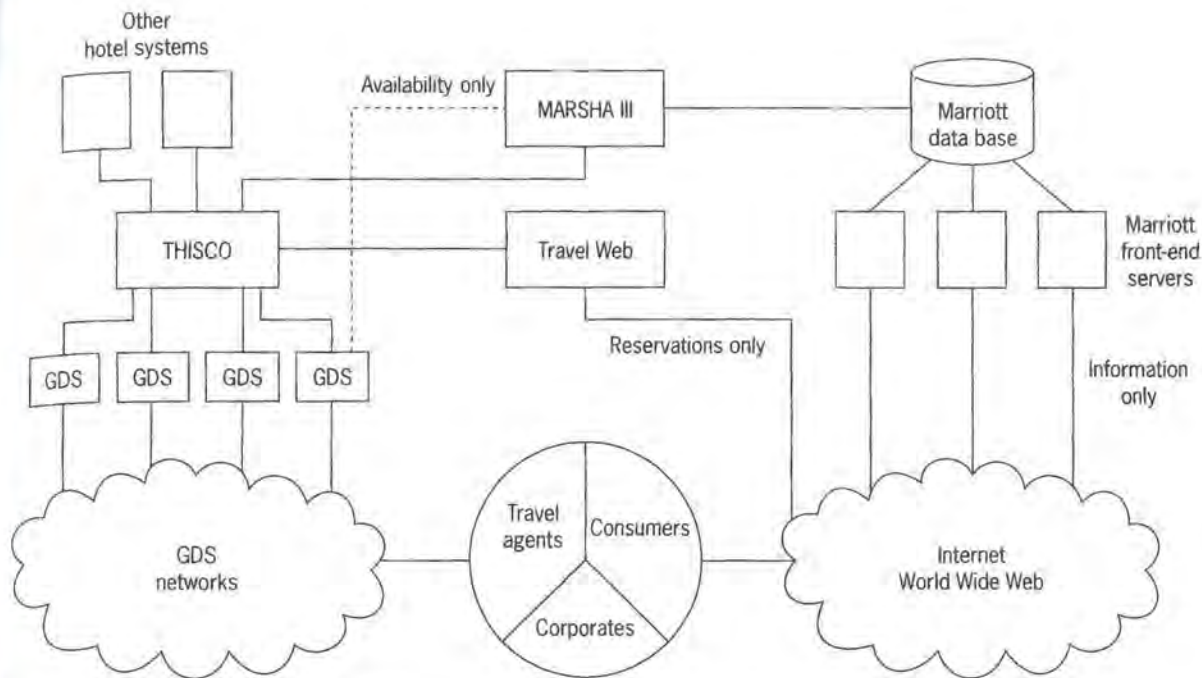 Other
hotel systems
Availability only
MARSHA III
Marriott
data base
THISCO
Travel Web
Marriott
front-end
servers
Reservations only
GDS
GDS
GDS
GDS
Information
only
GDS
networks
Travel
agents
Consumers
Corporates
Internet
World Wide Web